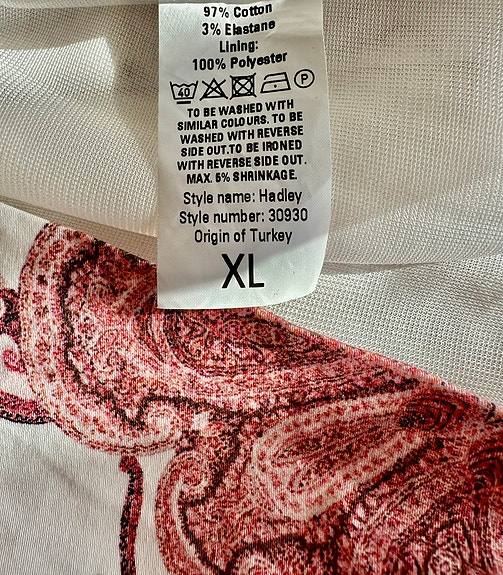 97% Cotton
3% Elastane
Lining:
100% Polyester
40 P
TO BE WASHED WITH
SIMILAR COLOURS. TO BE
WASHED WITH REVERSE
SIDE OUT.TO BE IRONED
WITH REVERSE SIDE OUT.
MAX. 5% SHRINKAGE.
Style name: Hadley
Style number: 30930
Origin of Turkey
XL